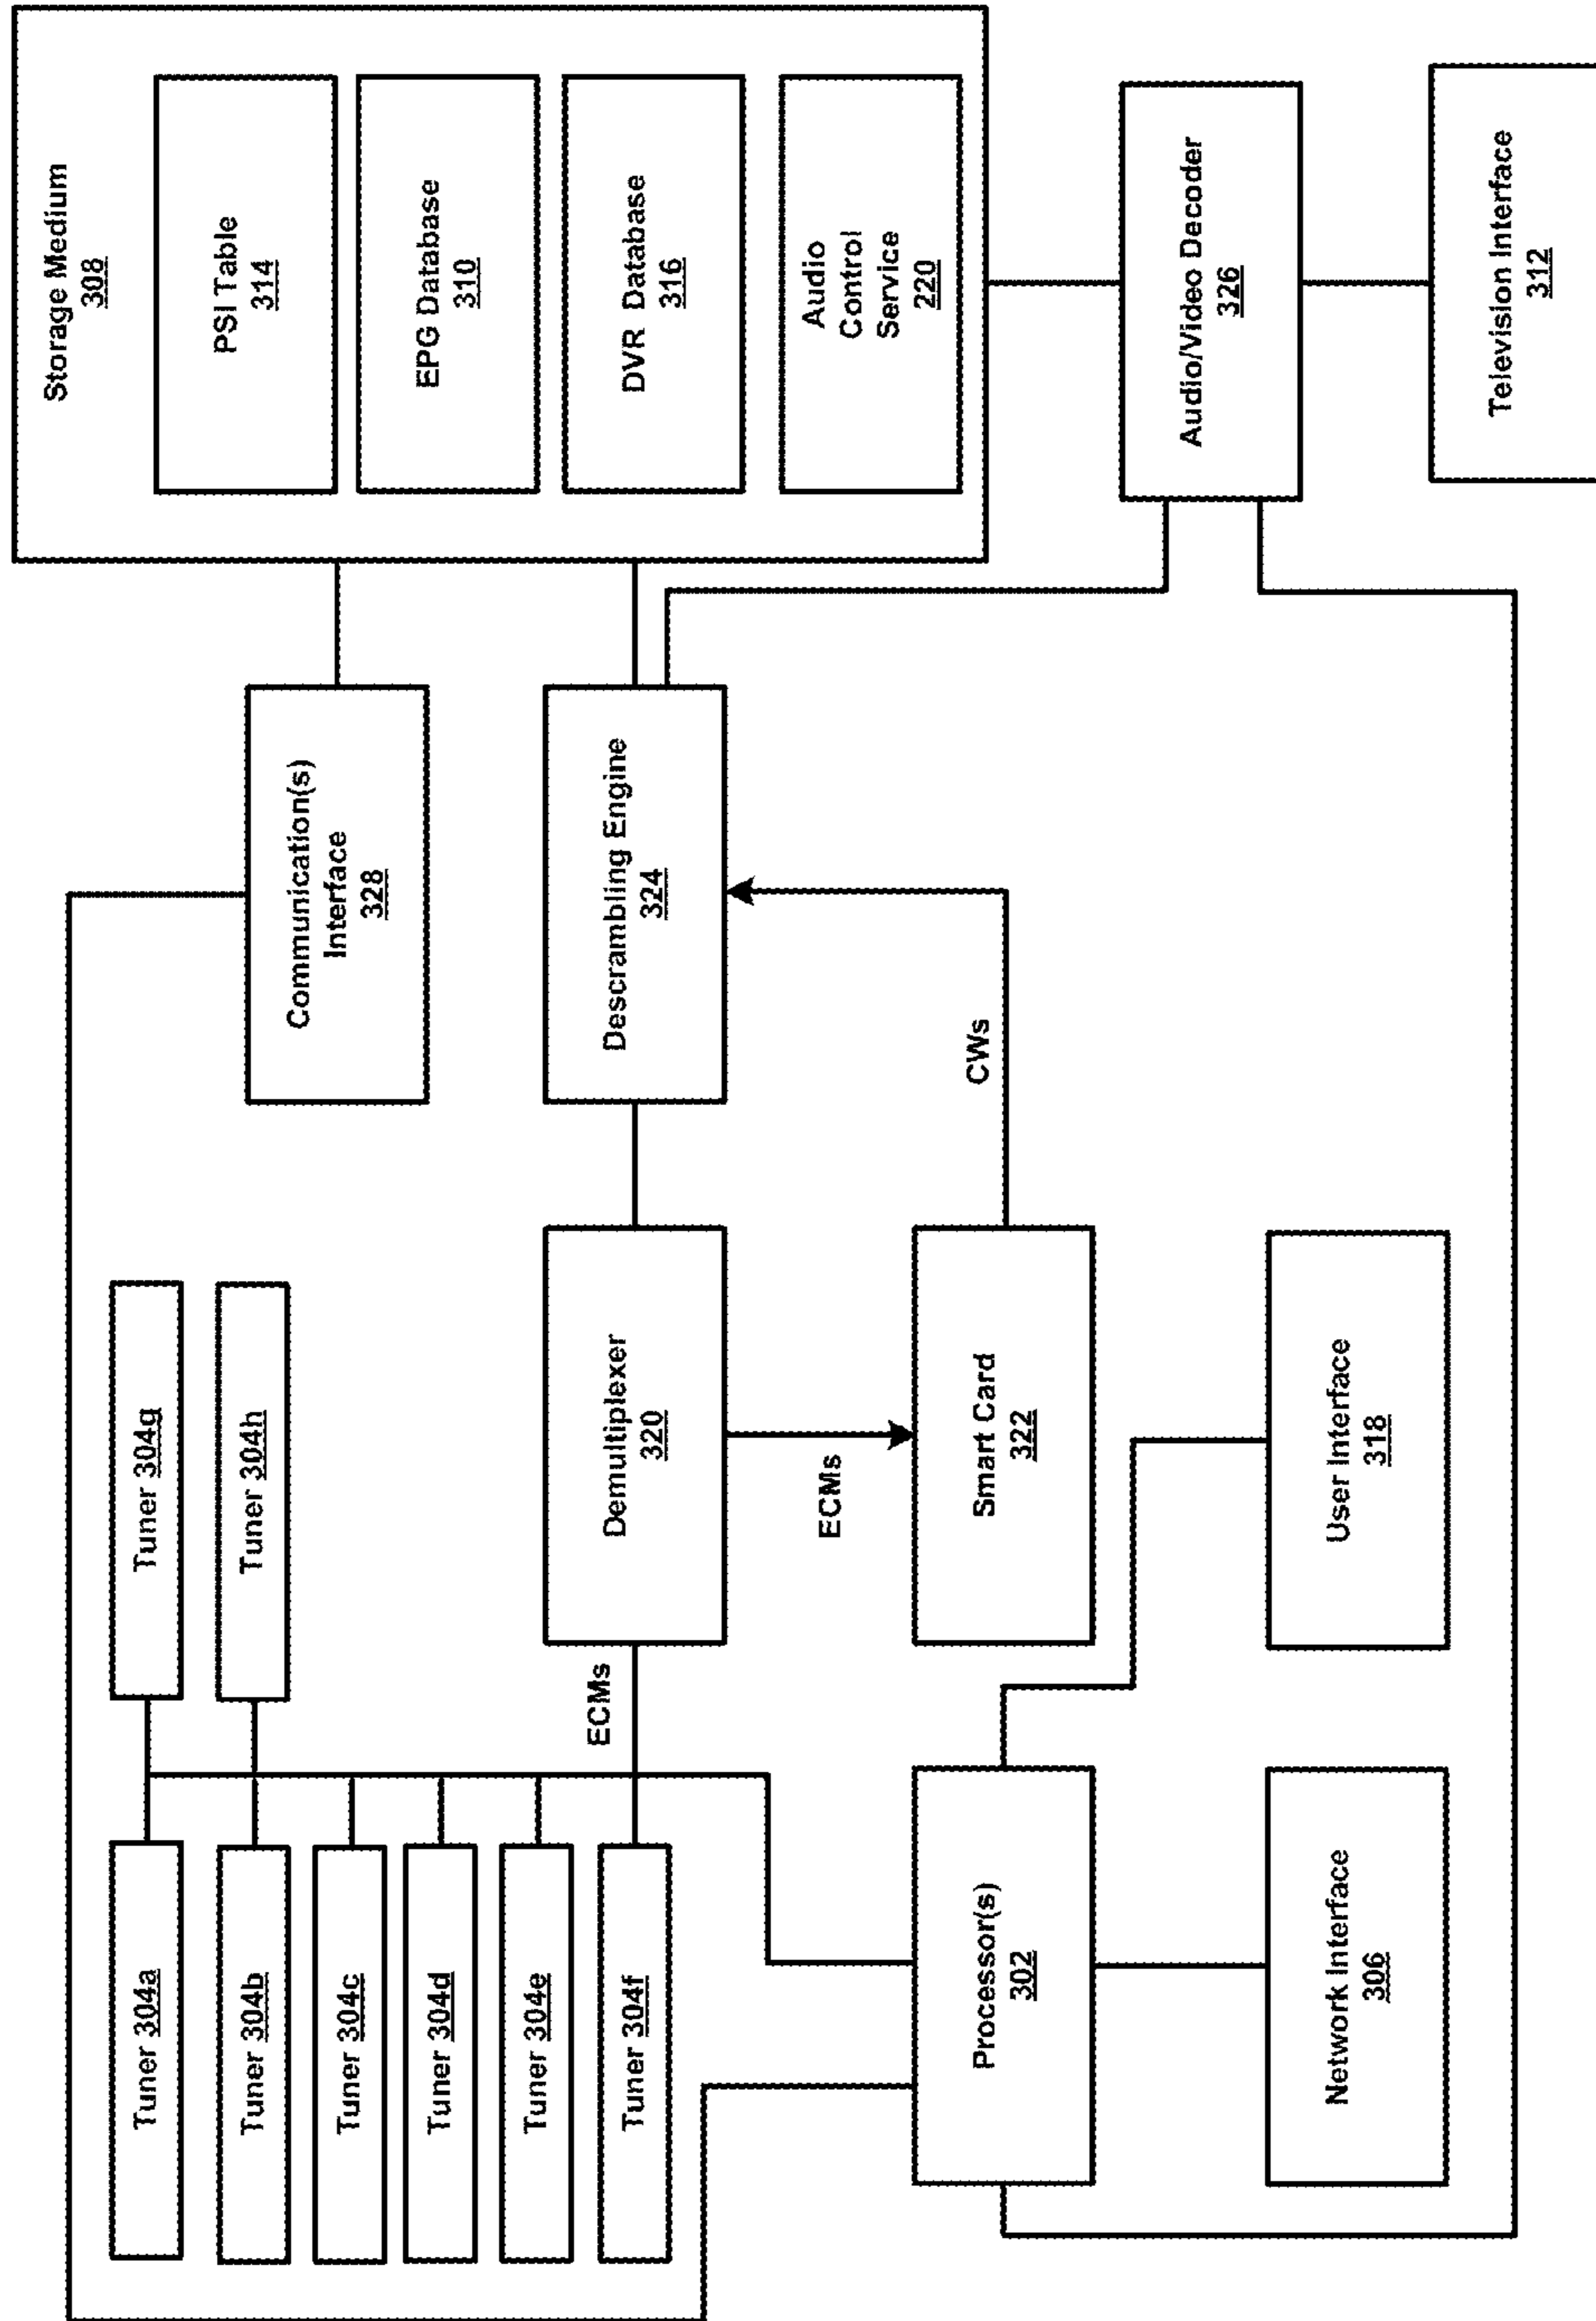 Tuner 304a
Tuner 304b
Tuner 304c
Tuner 304d
Tuner 304e
Tuner 304f
Tuner 304g
Tuner 304h
ECMs
Demultiplexer
320
ECMs
Smart Card
322
CWs
Communication(s)
Interface
328
Descrambling Engine
324
Storage Medium
308
PSI Table
314
EPG Database
310
DVR Database
316
Audio
Control
Service
220
Processor(s)
302
Network Interface
306
User Interface
318
Audio/Video Decoder
326
Television Interface
312